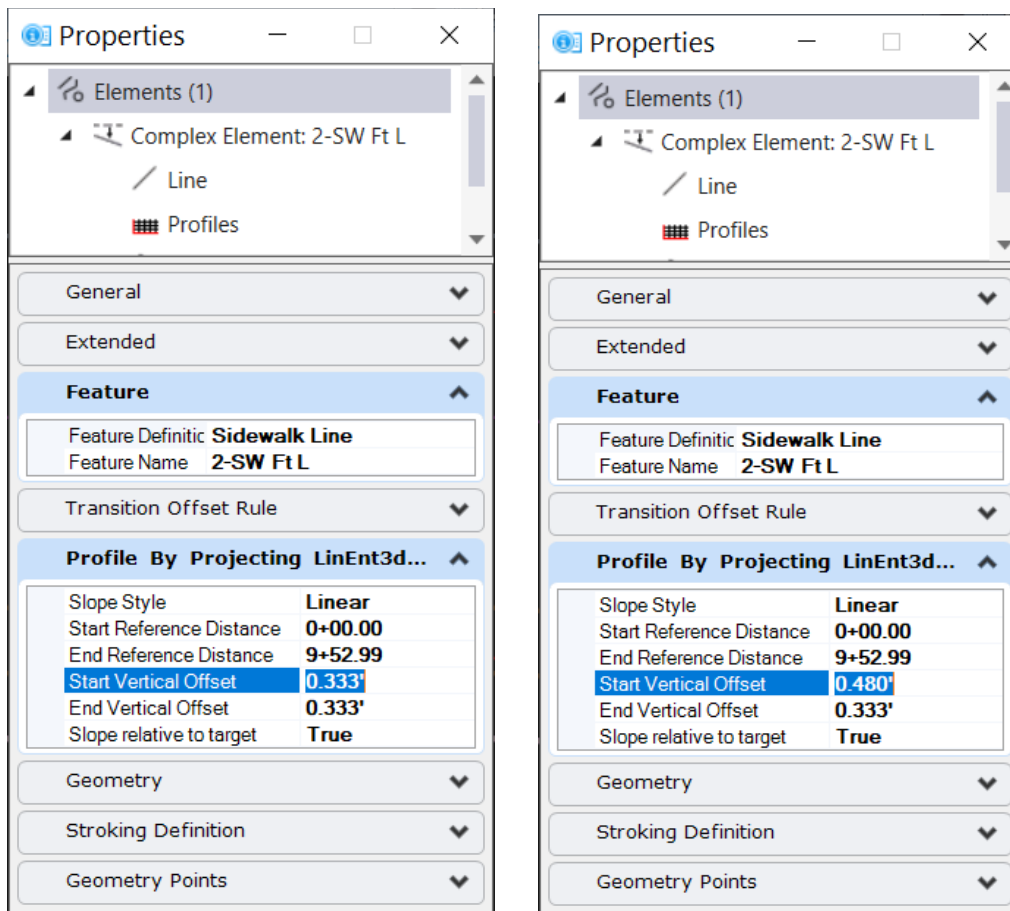 Properties
Elements (1)
Complex Element: 2-SW Ft L
Line
Profiles
General
Extended
Feature
Feature Definitic Sidewalk Line
Feature Name 2-SW Ft L
Transition Offset Rule
Profile By Projecting LinEnt3d...
Slope Style Linear
Start Reference Distance 0+00.00
End Reference Distance 9+52.99
Start Vertical Offset 0.333'
End Vertical Offset 0.333'
Slope relative to target True
Geometry
Stroking Definition
Geometry Points
Properties
Elements (1)
Complex Element: 2-SW Ft L
Line
Profiles
General
Extended
Feature
Feature Definitic Sidewalk Line
Feature Name 2-SW Ft L
Transition Offset Rule
Profile By Projecting LinEnt3d...
Slope Style Linear
Start Reference Distance 0+00.00
End Reference Distance 9+52.99
Start Vertical Offset 0.480'
End Vertical Offset 0.333'
Slope relative to target True
Geometry
Stroking Definition
Geometry Points